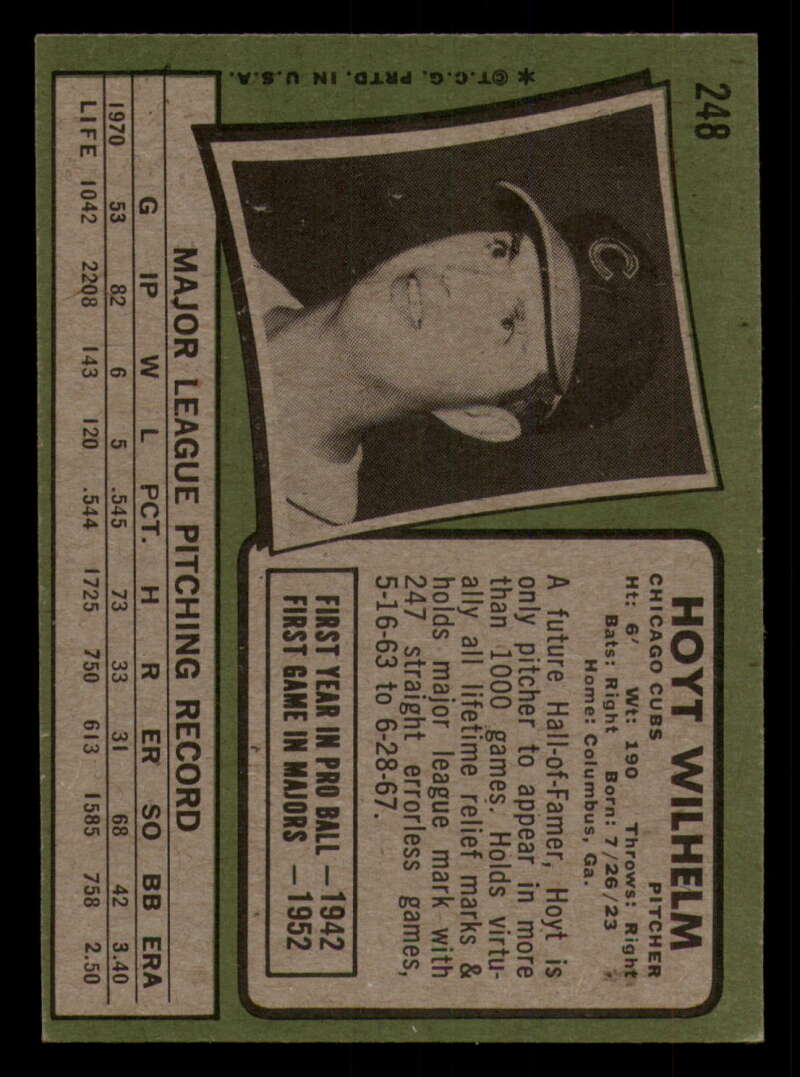 248
HOYT WILHELM
CHICAGO CUBS PITCHER
Ht: 6' Wt: 190 Throws: Right
Bats: Right Born: 7/26/23
Home: Columbus, Ga.
A future Hall-of-Famer, Hoyt is
only pitcher to appear in more
than 1000 games. Holds virtu-
ally all lifetime relief marks &
holds major league mark with
247 straight errorless games,
5-16-63 to 6-28-67.
FIRST YEAR IN PRO BALL – 1942
FIRST GAME IN MAJORS – 1952
C
* ©T.C.G. PRTD. IN U.S.A.
MAJOR LEAGUE PITCHING RECORD
G IP W L PCT. H R ER SO BB ERA
1970 53 82 6 5 .545 73 33 31 68 42 3.40
LIFE 1042 2208 143 120 .544 1725 750 613 1585 758 2.50